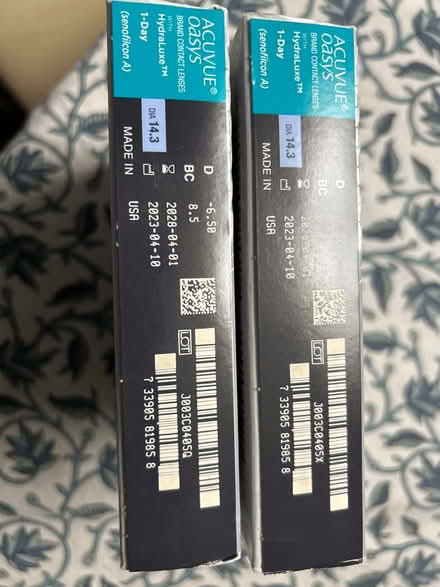 ACUVUE®
OASYS
BRAND CONTACT LENSES
WITH
HydraLuxe™
1-Day
(senofilcon A)
DIA 14.3
D -6.50
BC 8.5
2028-04-01
2023-04-10
MADE IN USA
LOT
J003C0405Q
7 33905 81985 8
ACUVUE®
OASYS
BRAND CONTACT LENSES
WITH
HydraLuxe™
1-Day
(senofilcon A)
DIA 14.3
D
BC
2023-04-10
MADE IN USA
LOT
J003C0405X
7 33905 81985 8